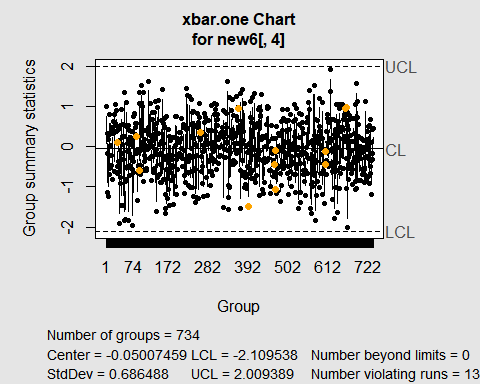 xbar.one Chart
for new6[, 4]
Group summary statistics
2
1
0
-1
-2
UCL
CL
LCL
1 74 172 282 392 502 612 722
Group
Number of groups = 734
Center = -0.05007459 LCL = -2.109538 Number beyond limits = 0
StdDev = 0.686488 UCL = 2.009389 Number violating runs = 13